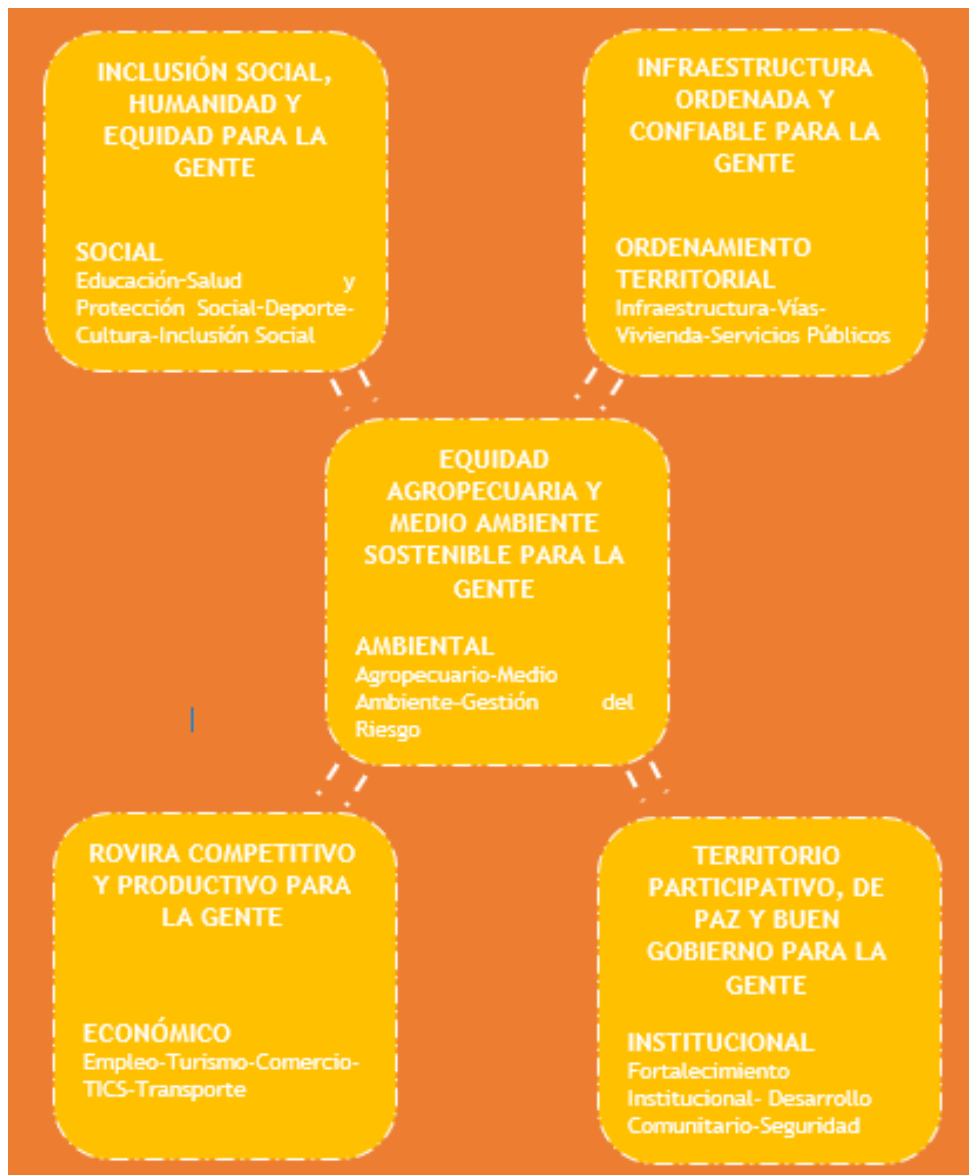 INCLUSIÓN SOCIAL,
HUMANIDAD Y
EQUIDAD PARA LA
GENTE
SOCIAL
Educación-Salud y
Protección Social-Deporte-
Cultura-Inclusión Social
INFRAESTRUCTURA
ORDENADA Y
CONFIABLE PARA LA
GENTE
ORDENAMIENTO
TERRITORIAL
Infraestructura-Vías-
Vivienda-Servicios Públicos
EQUIDAD
AGROPECUARIA Y
MEDIO AMBIENTE
SOSTENIBLE PARA LA
GENTE
AMBIENTAL
Agropecuario-Medio
Ambiente-Gestión del
Riesgo
ROVIRA COMPETITIVO
Y PRODUCTIVO PARA
LA GENTE
ECONÓMICO
Empleo-Turismo-Comercio-
TICS-Transporte
TERRITORIO
PARTICIPATIVO, DE
PAZ Y BUEN
GOBIERNO PARA LA
GENTE
INSTITUCIONAL
Fortalecimiento
Institucional- Desarrollo
Comunitario-Seguridad